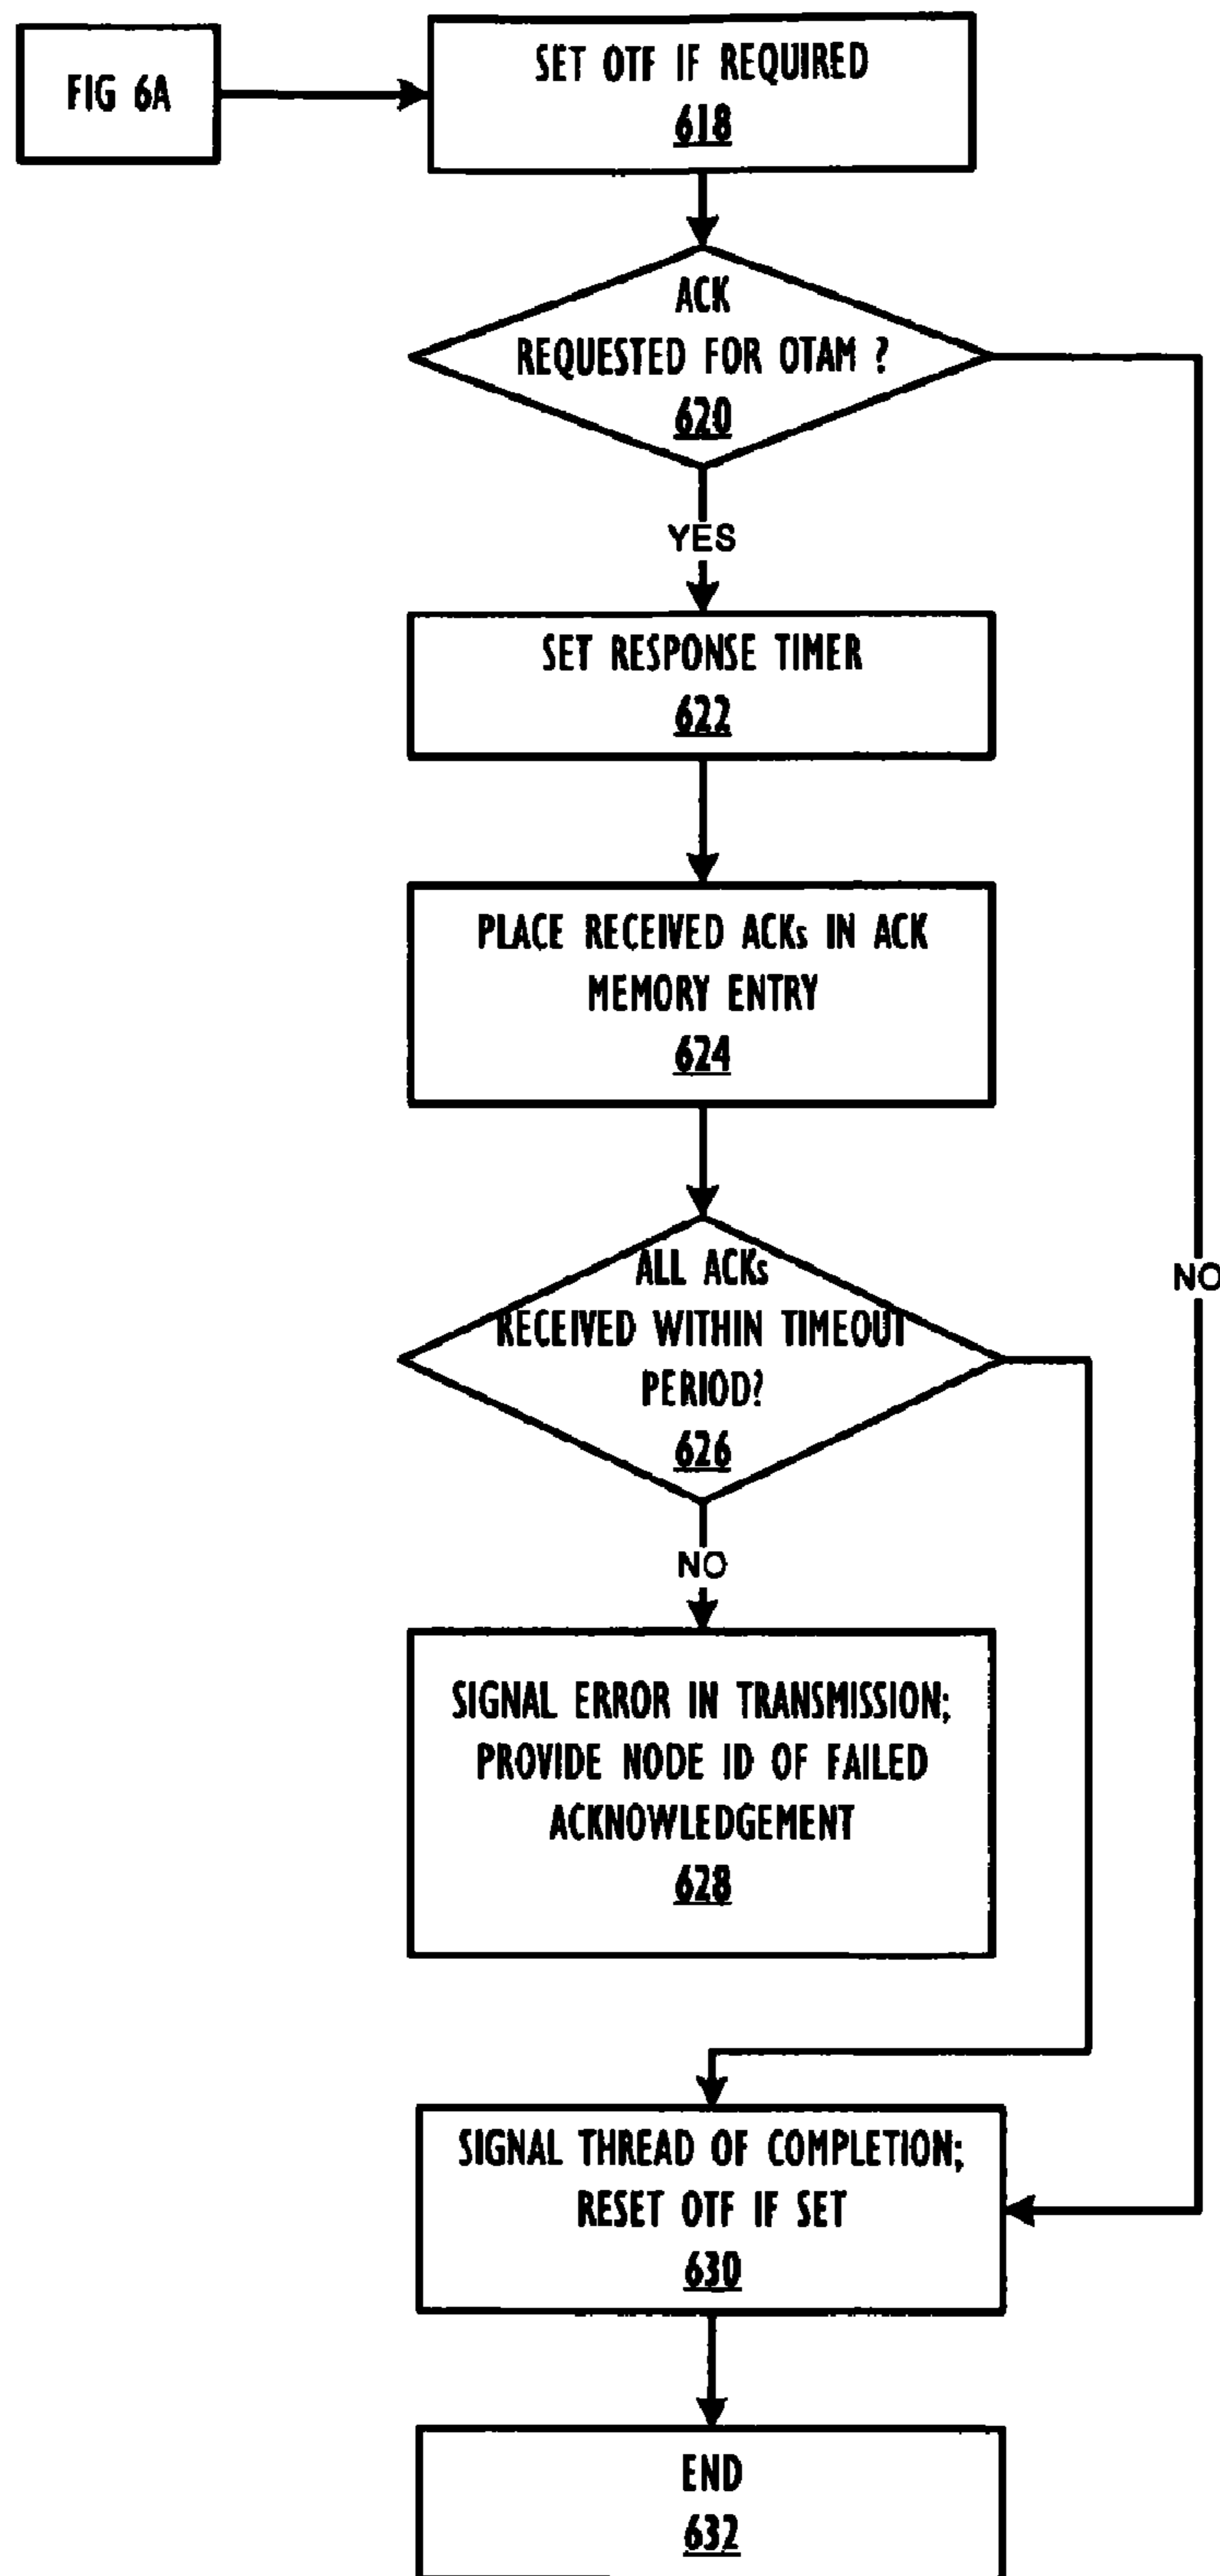 FIG 6A
SET OTF IF REQUIRED
618
ACK
REQUESTED FOR OTAM ?
620
YES
SET RESPONSE TIMER
622
PLACE RECEIVED ACKs IN ACK
MEMORY ENTRY
624
ALL ACKs
RECEIVED WITHIN TIMEOUT
PERIOD?
626
NO
NO
SIGNAL ERROR IN TRANSMISSION;
PROVIDE NODE ID OF FAILED
ACKNOWLEDGEMENT
628
SIGNAL THREAD OF COMPLETION;
RESET OTF IF SET
630
END
632